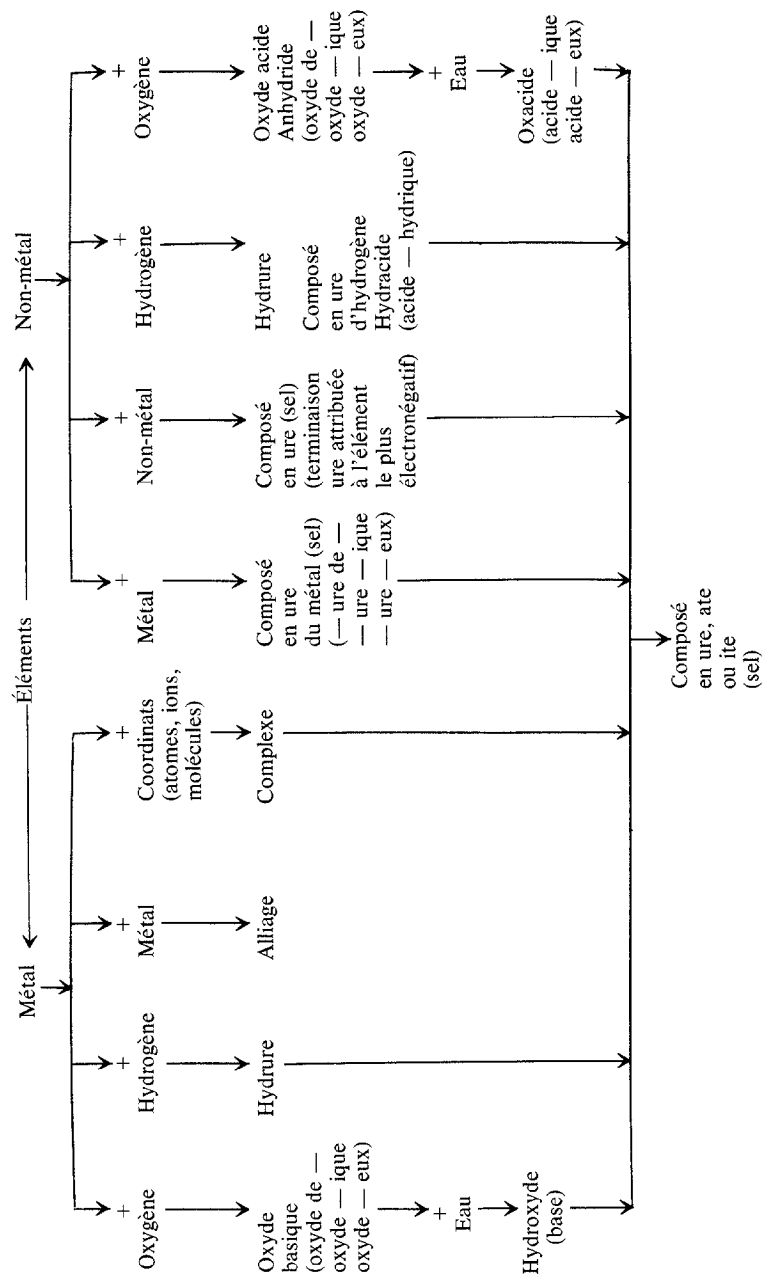 Éléments
Métal
Non-métal
+
Oxygène
Oxyde
basique
(oxyde de —
oxyde — ique
oxyde — eux)
+
Eau
Hydroxyde
(base)
+
Hydrogène
Hydrure
+
Métal
Alliage
+
Coordinats
(atomes, ions,
molécules)
Complexe
+
Métal
Composé
en ure
du métal (sel)
(— ure de —
— ure — ique
— ure — eux)
+
Non-métal
Composé
en ure (sel)
(terminaison
ure attribuée
à l'élément
le plus
électronégatif)
+
Hydrogène
Hydrure
Composé
en ure
d'hydrogène
Hydracide
(acide — hydrique)
+
Oxygène
Oxyde acide
Anhydride
(oxyde de —
oxyde — ique
oxyde — eux)
+
Eau
Oxacide
(acide — ique
acide — eux)
Composé
en ure, ate
ou ite
(sel)